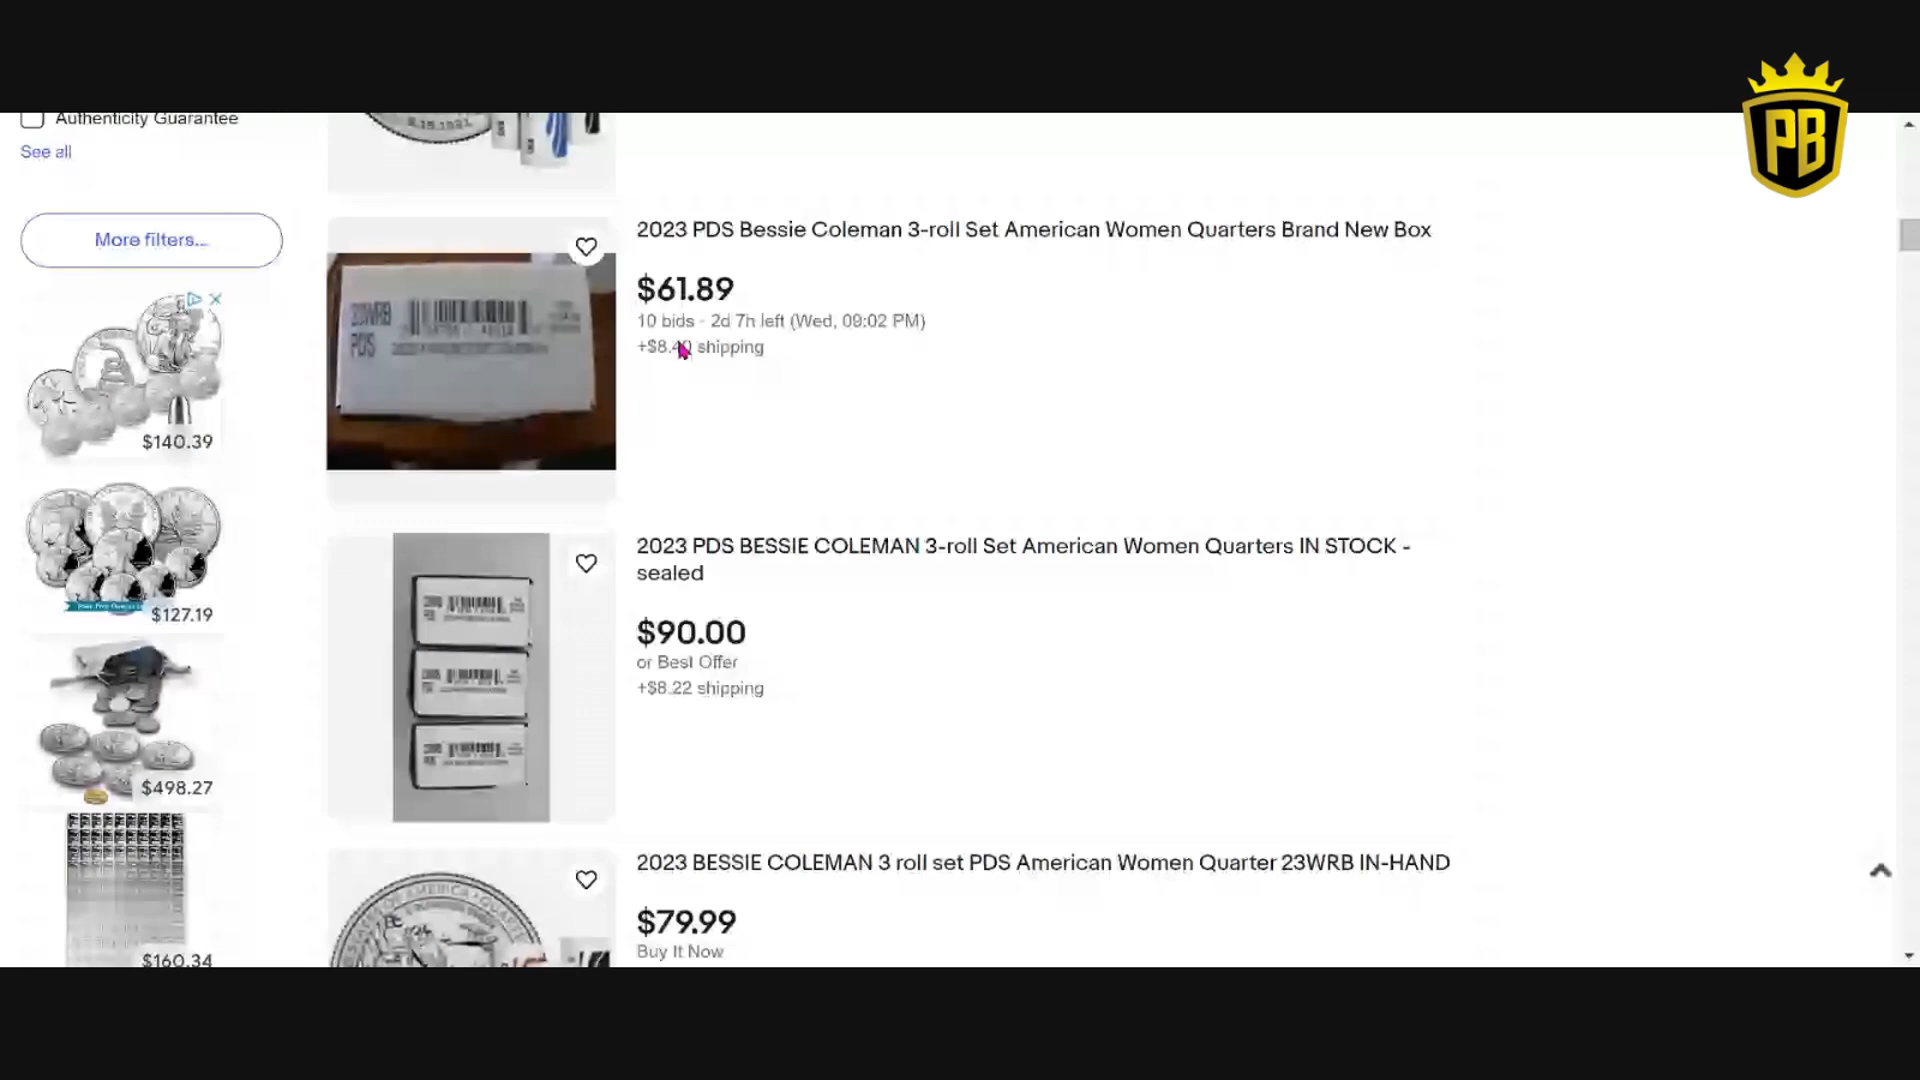 PB
Authenticity Guarantee
See all
More filters...
$140.39
$127.19
$498.27
$160.34
2023 PDS Bessie Coleman 3-roll Set American Women Quarters Brand New Box
$61.89
10 bids - 2d 7h left (Wed, 09:02 PM)
shipping
23WRB
PDS
2023 PDS BESSIE COLEMAN 3-roll Set American Women Quarters IN STOCK -
sealed
$90.00
or Best Offer
+$8.22 shipping
2023 BESSIE COLEMAN 3 roll set PDS American Women Quarter 23WRB IN-HAND
$79.99
Buy It Now